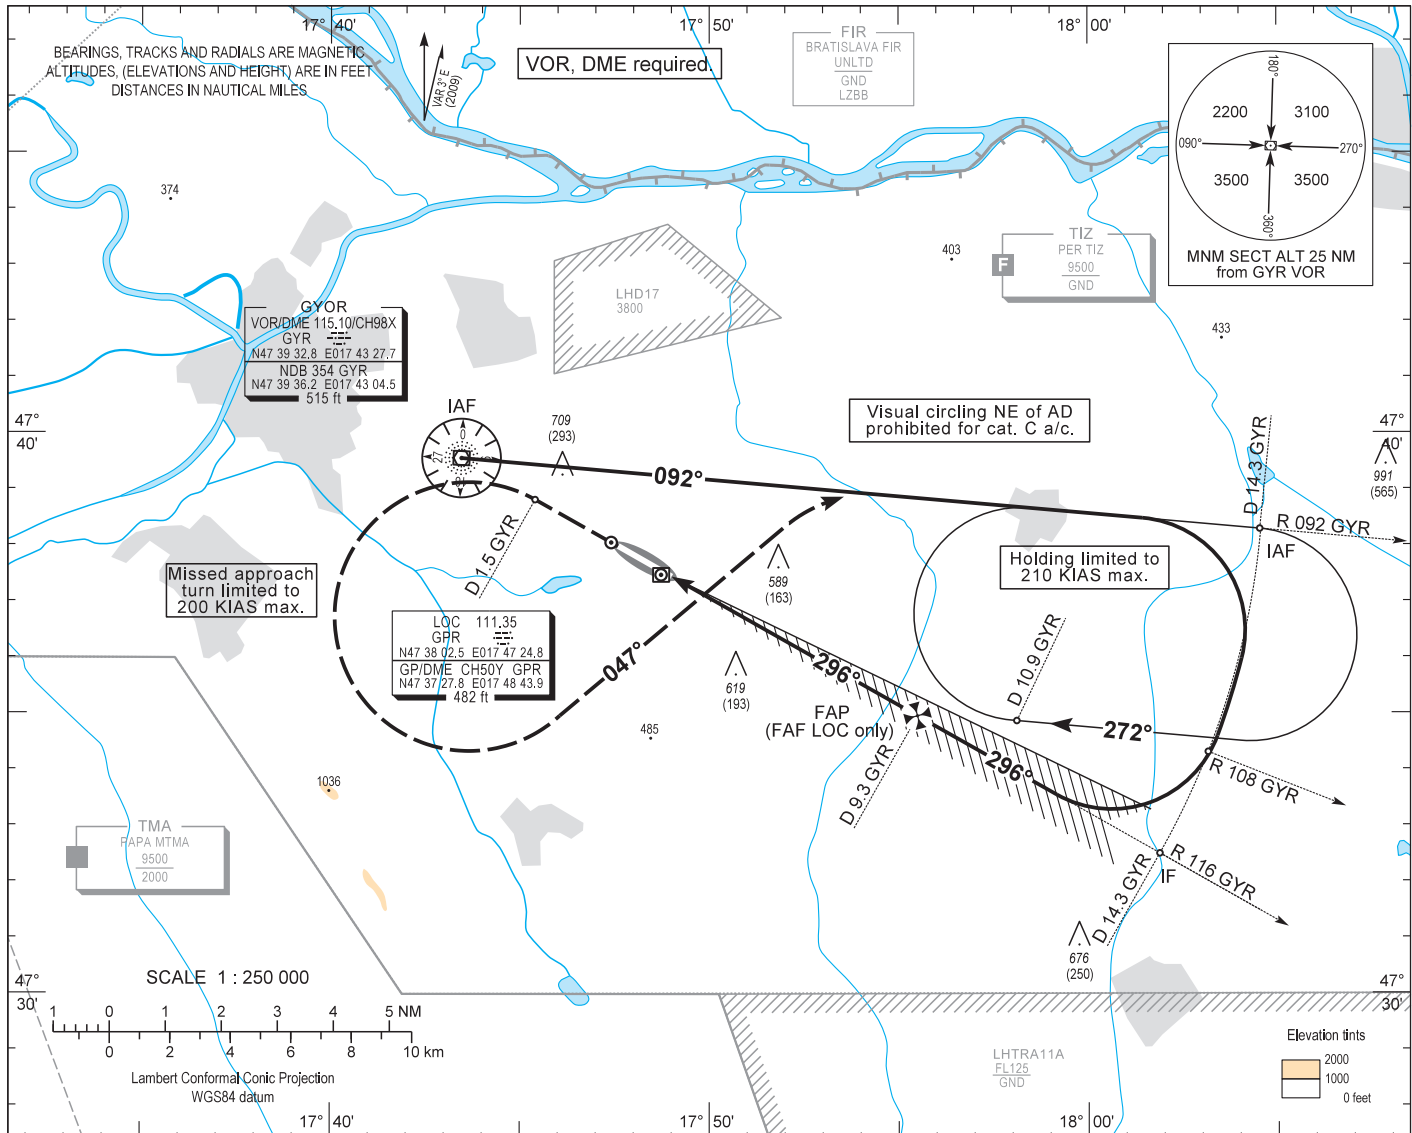 17° 40'
17° 50'
18° 00'
BEARINGS, TRACKS AND RADIALS ARE MAGNETIC
ALTITUDES, (ELEVATIONS AND HEIGHT) ARE IN FEET
DISTANCES IN NAUTICAL MILES
VAR 3° E
(2009)
VOR, DME required.
FIR
BRATISLAVA FIR
UNLTD
GND
LZBB
180°
2200
3100
090°
270°
3500
3500
360°
MNM SECT ALT 25 NM
from GYR VOR
374
403
TIZ
PER TIZ
F
9500
GND
LHD17
3800
433
GYOR
VOR/DME 115.10/CH98X
GYR
N47 39 32.8 E017 43 27.7
NDB 354 GYR
N47 39 36.2 E017 43 04.5
515 ft
IAF
0
27
9
18
709
(293)
Visual circling NE of AD
prohibited for cat. C a/c.
47°
40'
47°
40'
991
(565)
D 14.3 GYR
092°
R 092 GYR
IAF
D 1.5 GYR
Missed approach
turn limited to
200 KIAS max.
Holding limited to
210 KIAS max.
589
(163)
LOC 111.35
GPR
N47 38 02.5 E017 47 24.8
GP/DME CH50Y GPR
N47 37 27.8 E017 48 43.9
482 ft
047°
296°
D 10.9 GYR
619
(193)
FAP
(FAF LOC only)
272°
485
D 9.3 GYR
296°
R 108 GYR
1036
TMA
PAPA MTMA
9500
2000
R 116 GYR
IF
D 14.3 GYR
676
(250)
47°
30'
47°
30'
SCALE 1 : 250 000
1 0 1 2 3 4 5 NM
0 2 4 6 8 10 km
Lambert Conformal Conic Projection
WGS84 datum
LHTRA11A
FL125
GND
Elevation tints
2000
1000
0 feet
17° 40'
17° 50'
18° 00'